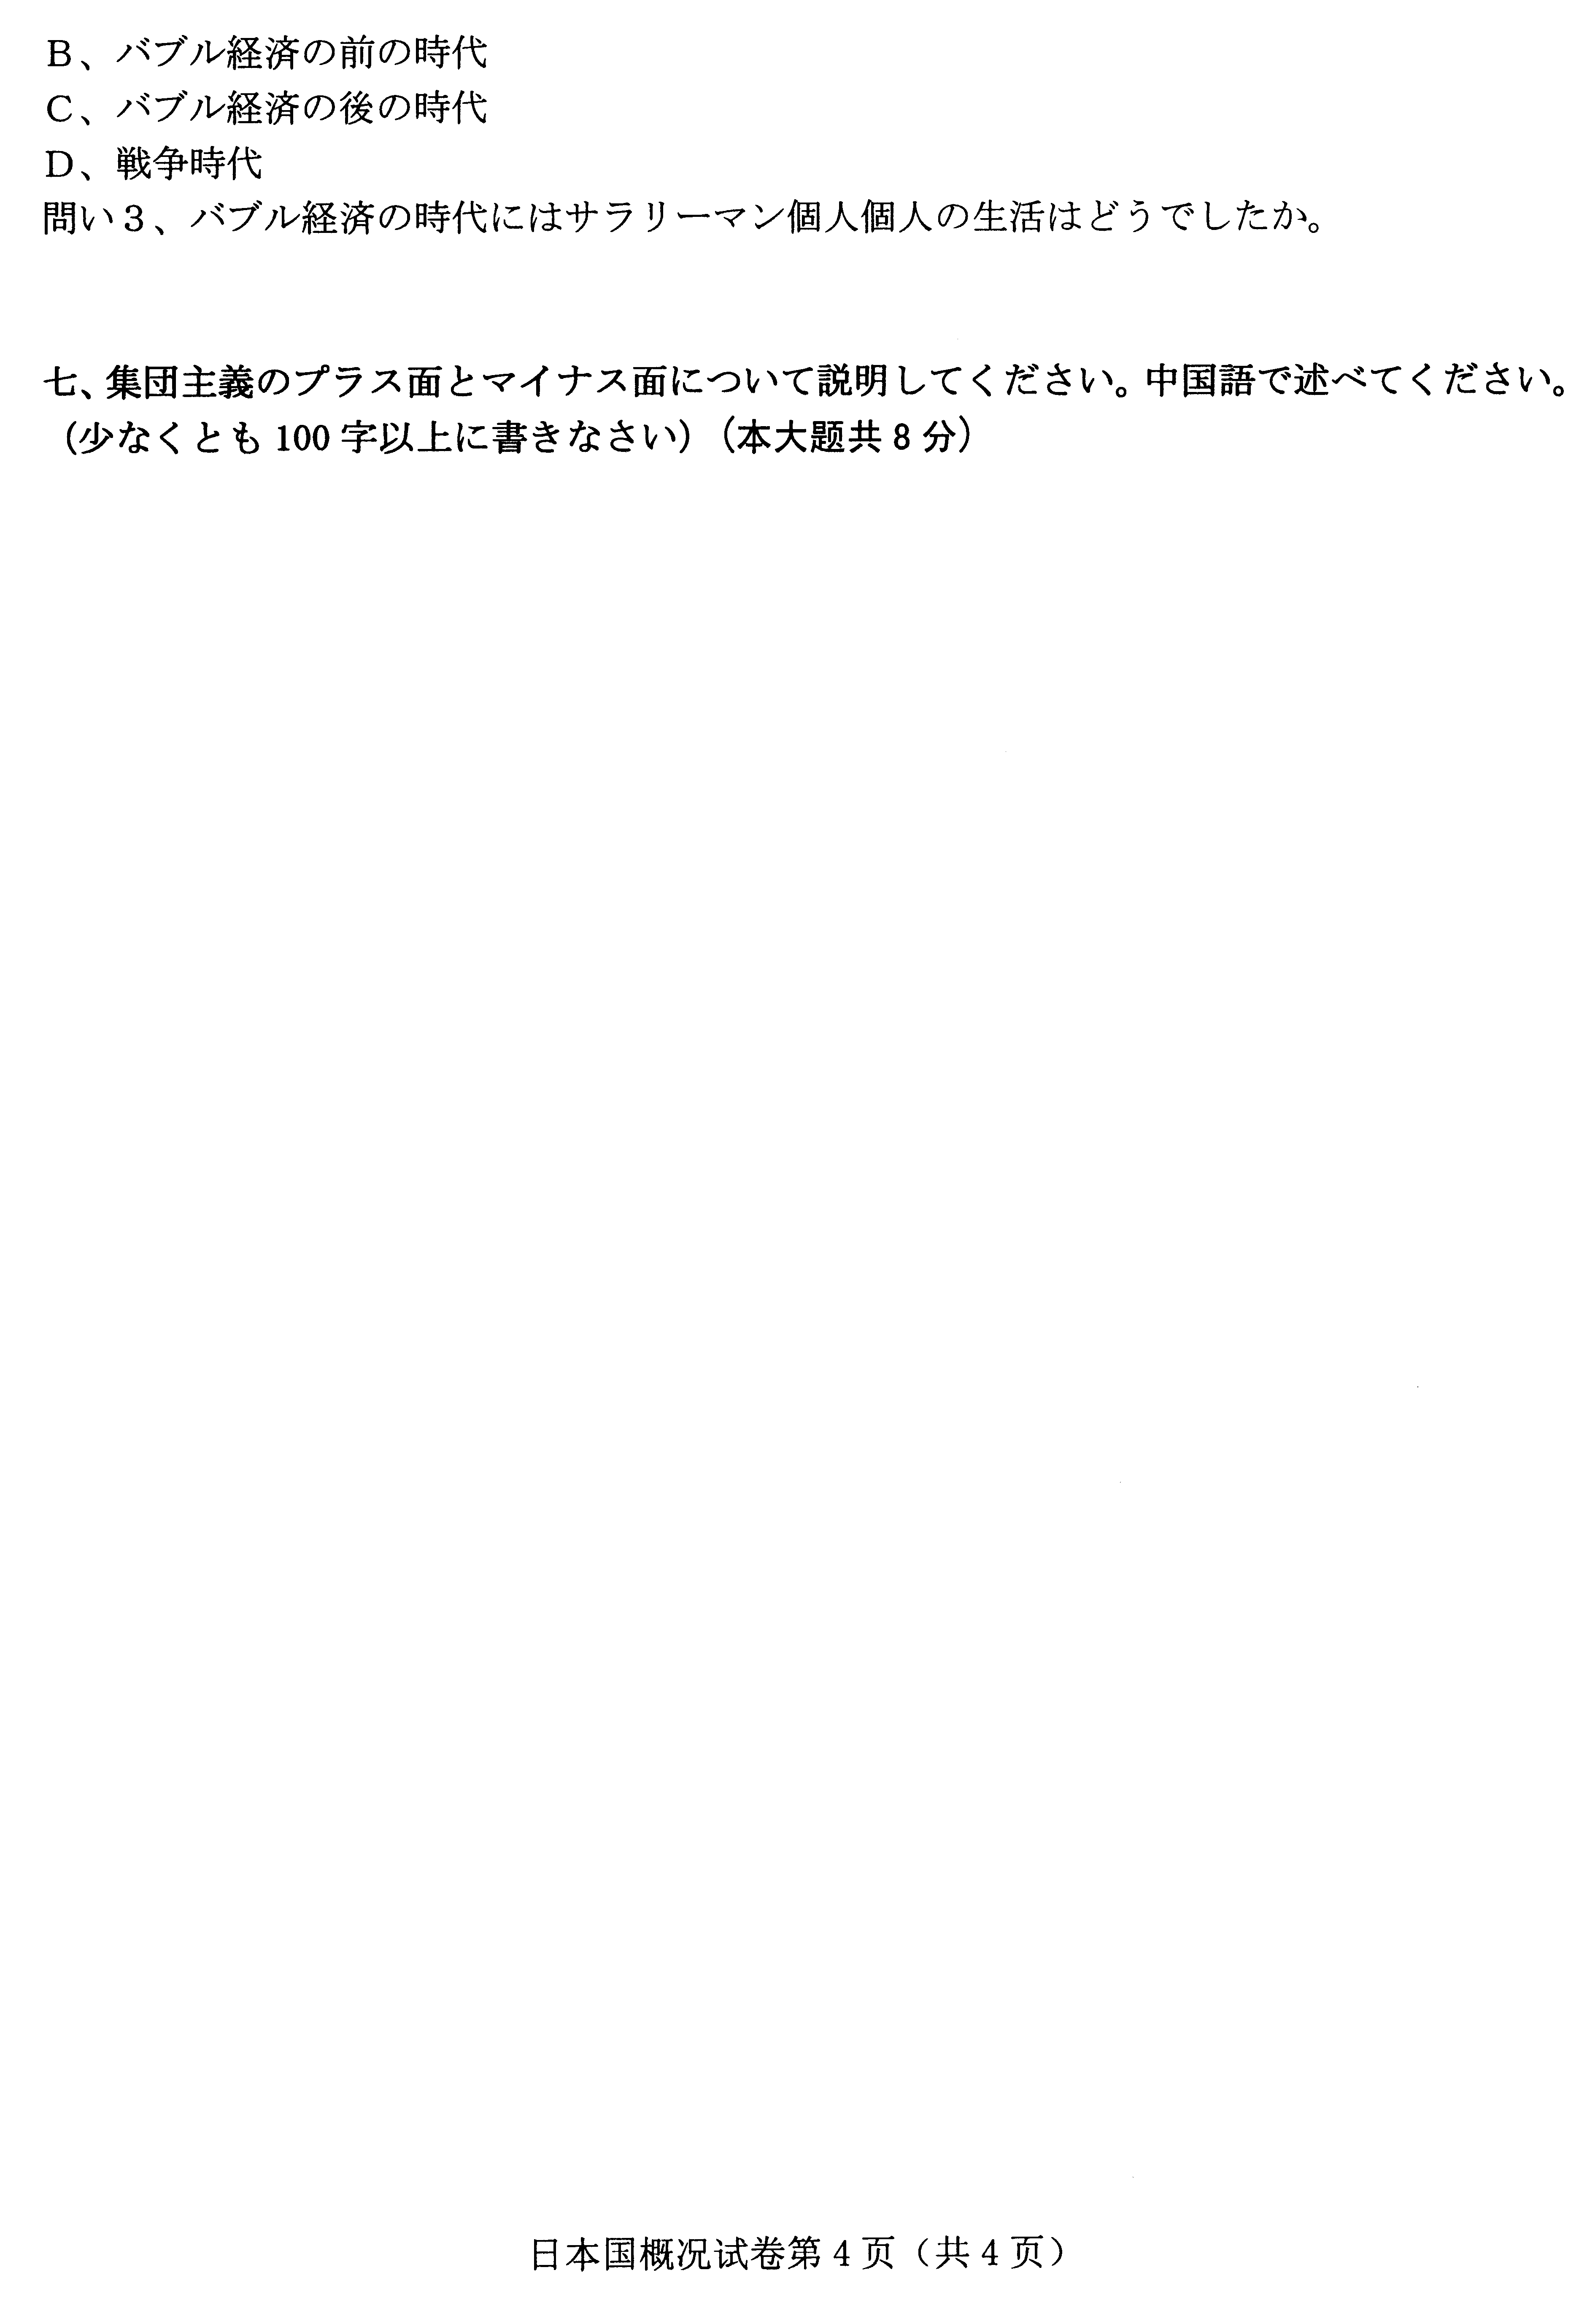 B、バブル経済の前の時代
C、バブル経済の後の時代
D、戦争時代
問い3、バブル経済の時代にはサラリーマン個人個人の生活はどうでしたか。
七、集団主義のプラス面とマイナス面について説明してください。中国語で述べてください。
（少なくとも 100 字以上に書きなさい）（本大题共 8 分）
日本国概况试卷第 4 页（共 4 页）